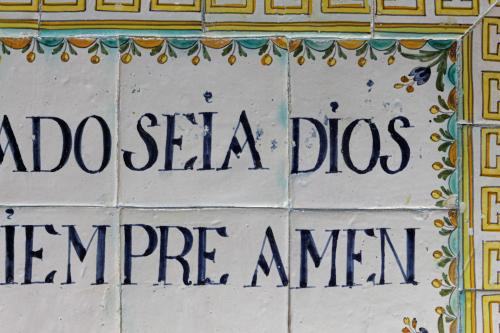 ADO SEIA DIOS
IEMPRE AMEN